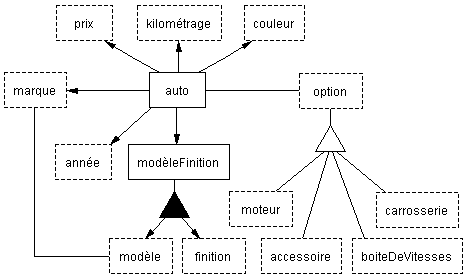 prix
kilométrage
couleur
marque
auto
option
année
modèleFinition
moteur
carrosserie
modèle
finition
accessoire
boiteDeVitesses